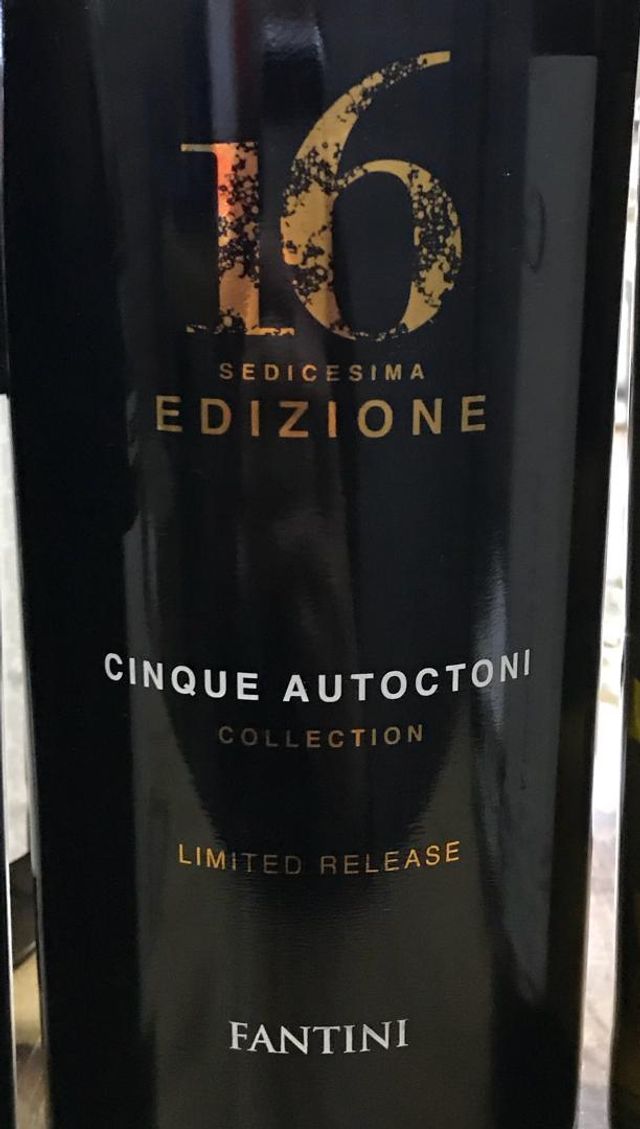 16
SEDICESIMA
EDIZIONE
CINQUE AUTOCTONI
COLLECTION
LIMITED RELEASE
FANTINI